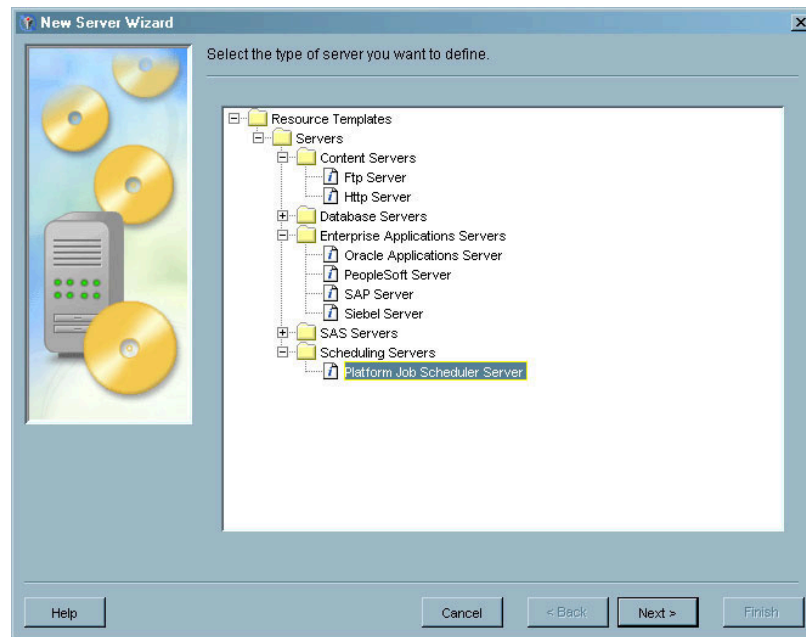 New Server Wizard
Select the type of server you want to define.
Resource Templates
Servers
Content Servers
Ftp Server
Http Server
Database Servers
Enterprise Applications Servers
Oracle Applications Server
PeopleSoft Server
SAP Server
Siebel Server
SAS Servers
Scheduling Servers
Platform Job Scheduler Server
Help Cancel < Back Next > Finish